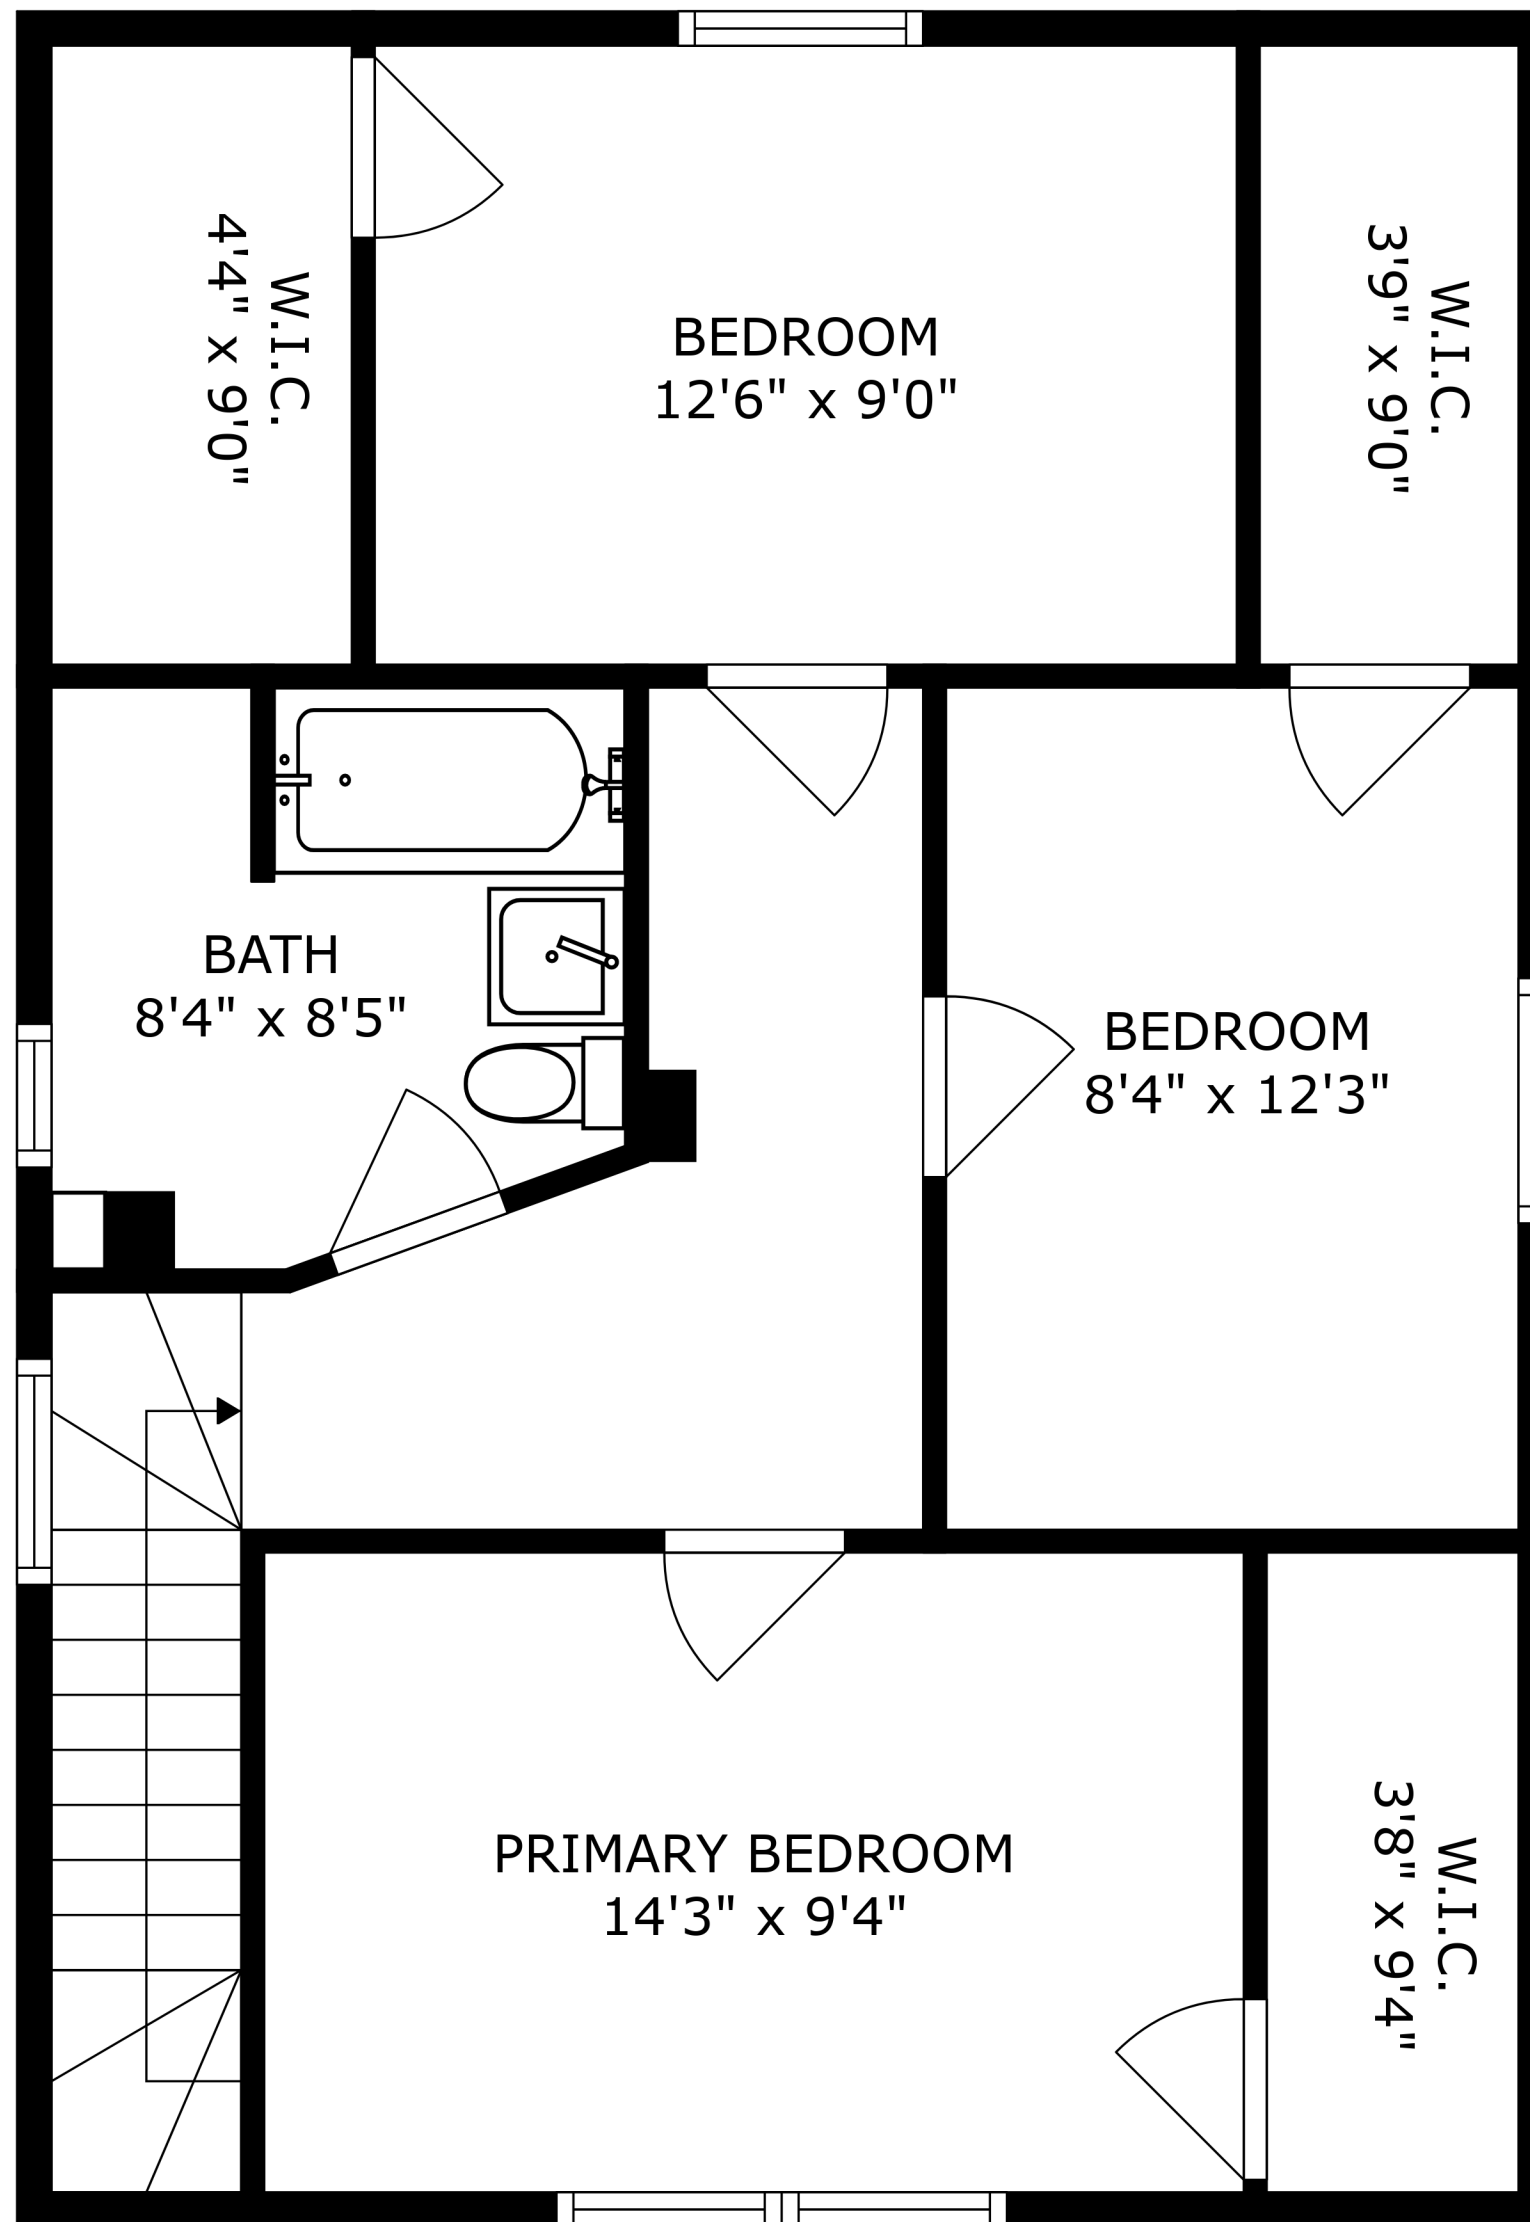 W.I.C.
4'4" x 9'0"
BEDROOM
12'6" x 9'0"
W.I.C.
3'9" x 9'0"
BATH
8'4" x 8'5"
BEDROOM
8'4" x 12'3"
PRIMARY BEDROOM
14'3" x 9'4"
W.I.C.
3'8" x 9'4"